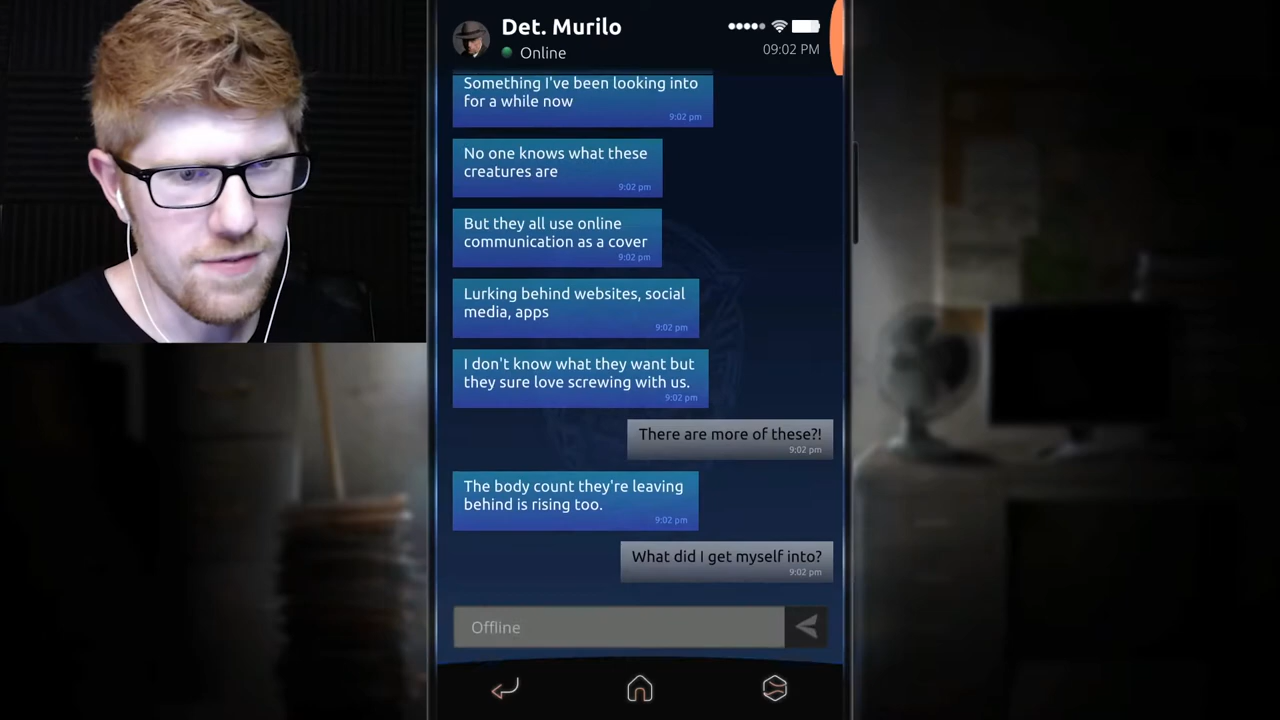 Det. Murilo
Online
09:02 PM
Something I've been looking into
for a while now
9:02 pm
No one knows what these
creatures are
9:02 pm
But they all use online
communication as a cover
9:02 pm
Lurking behind websites, social
media, apps
9:02 pm
I don't know what they want but
they sure love screwing with us.
9:02 pm
There are more of these?!
9:02 pm
The body count they're leaving
behind is rising too.
9:02 pm
What did I get myself into?
9:02 pm
Offline